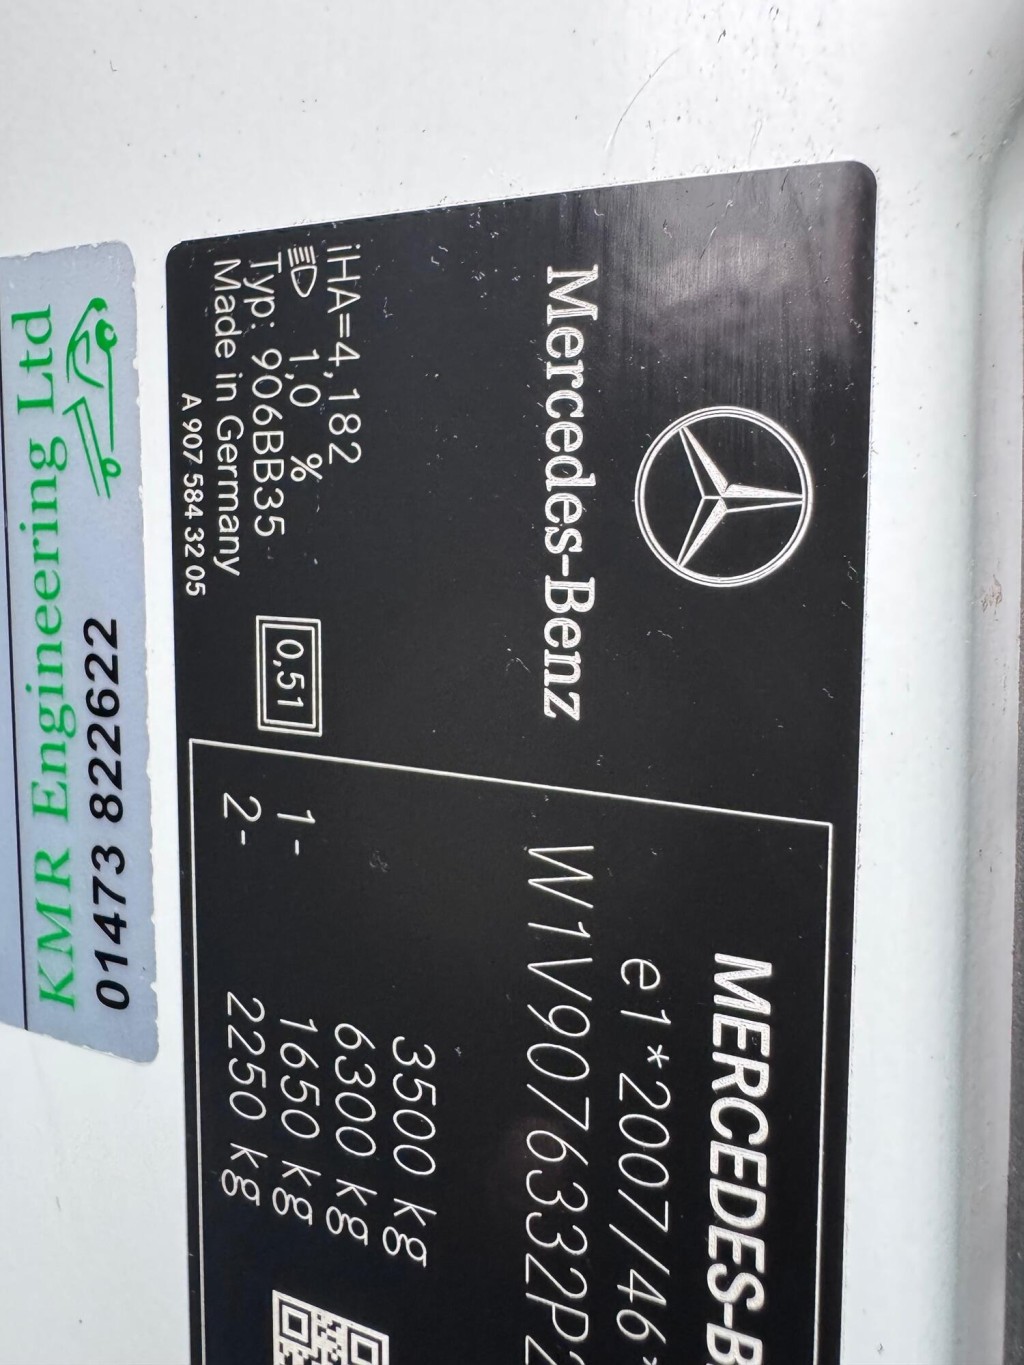 Mercedes-Benz
iHA=4,182
1,0 %
Typ: 906BB35
Made in Germany
A 907 584 32 05
0,51
MERCEDES-B
e1*2007/46*
W1V9076332P2
3500 kg
6300 kg
1- 1650 kg
2- 2250 kg
KMR Engineering Ltd
01473 822622